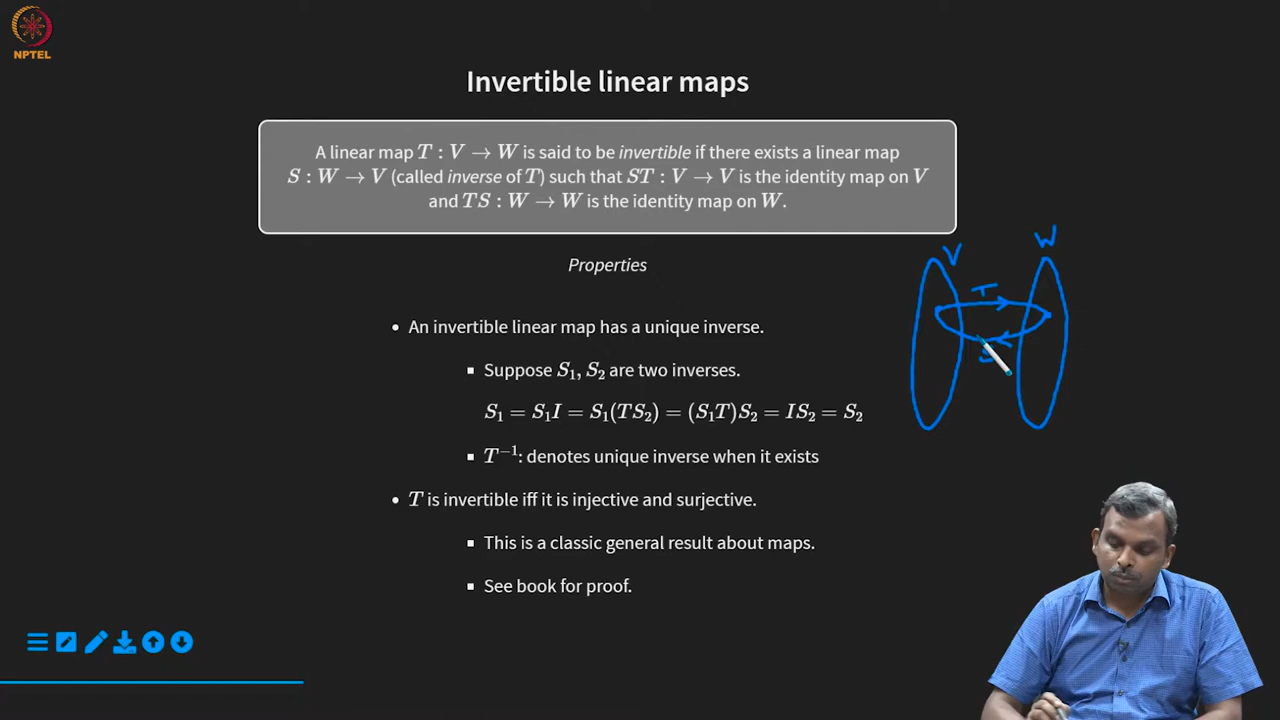 NPTEL
Invertible linear maps
A linear map T : V → W is said to be invertible if there exists a linear map
S : W → V (called inverse of T) such that ST : V → V is the identity map on V
and TS : W → W is the identity map on W.
Properties
• An invertible linear map has a unique inverse.
▪ Suppose S₁, S₂ are two inverses.
S₁ = S₁I = S₁(TS₂) = (S₁T)S₂ = IS₂ = S₂
▪ T⁻¹: denotes unique inverse when it exists
• T is invertible iff it is injective and surjective.
▪ This is a classic general result about maps.
▪ See book for proof.
V
W
T
S